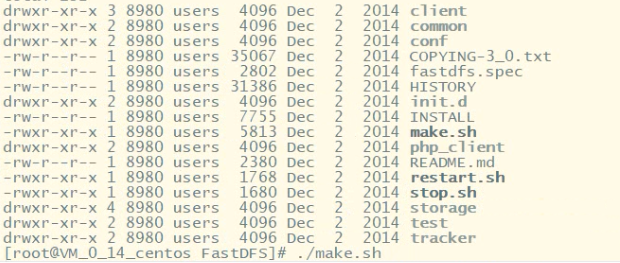 drwxr-xr-x 3 8980 users  4096 Dec  2  2014 client
drwxr-xr-x 2 8980 users  4096 Dec  2  2014 common
drwxr-xr-x 2 8980 users  4096 Dec  2  2014 conf
-rw-r--r-- 1 8980 users 35067 Dec  2  2014 COPYING-3_0.txt
-rw-r--r-- 1 8980 users  2802 Dec  2  2014 fastdfs.spec
-rw-r--r-- 1 8980 users 31386 Dec  2  2014 HISTORY
drwxr-xr-x 2 8980 users  4096 Dec  2  2014 init.d
-rw-r--r-- 1 8980 users  7755 Dec  2  2014 INSTALL
-rwxr-xr-x 1 8980 users  5813 Dec  2  2014 make.sh
drwxr-xr-x 2 8980 users  4096 Dec  2  2014 php_client
-rw-r--r-- 1 8980 users  2380 Dec  2  2014 README.md
-rwxr-xr-x 1 8980 users  1768 Dec  2  2014 restart.sh
-rwxr-xr-x 1 8980 users  1680 Dec  2  2014 stop.sh
drwxr-xr-x 4 8980 users  4096 Dec  2  2014 storage
drwxr-xr-x 2 8980 users  4096 Dec  2  2014 test
drwxr-xr-x 2 8980 users  4096 Dec  2  2014 tracker
[root@VM_0_14_centos FastDFS]# ./make.sh